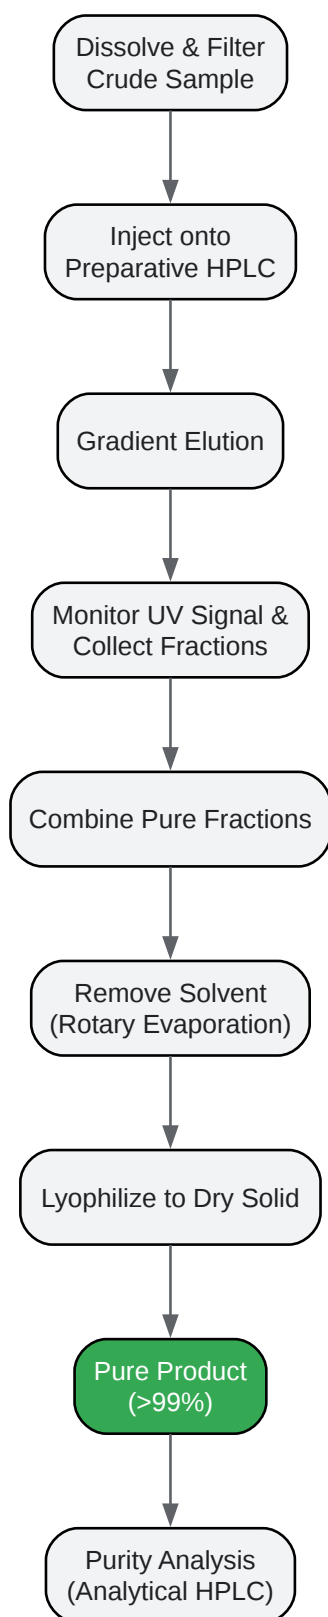 Dissolve & Filter
Crude Sample
Inject onto
Preparative HPLC
Gradient Elution
Monitor UV Signal &
Collect Fractions
Combine Pure Fractions
Remove Solvent
(Rotary Evaporation)
Lyophilize to Dry Solid
Pure Product
(>99%)
Purity Analysis
(Analytical HPLC)